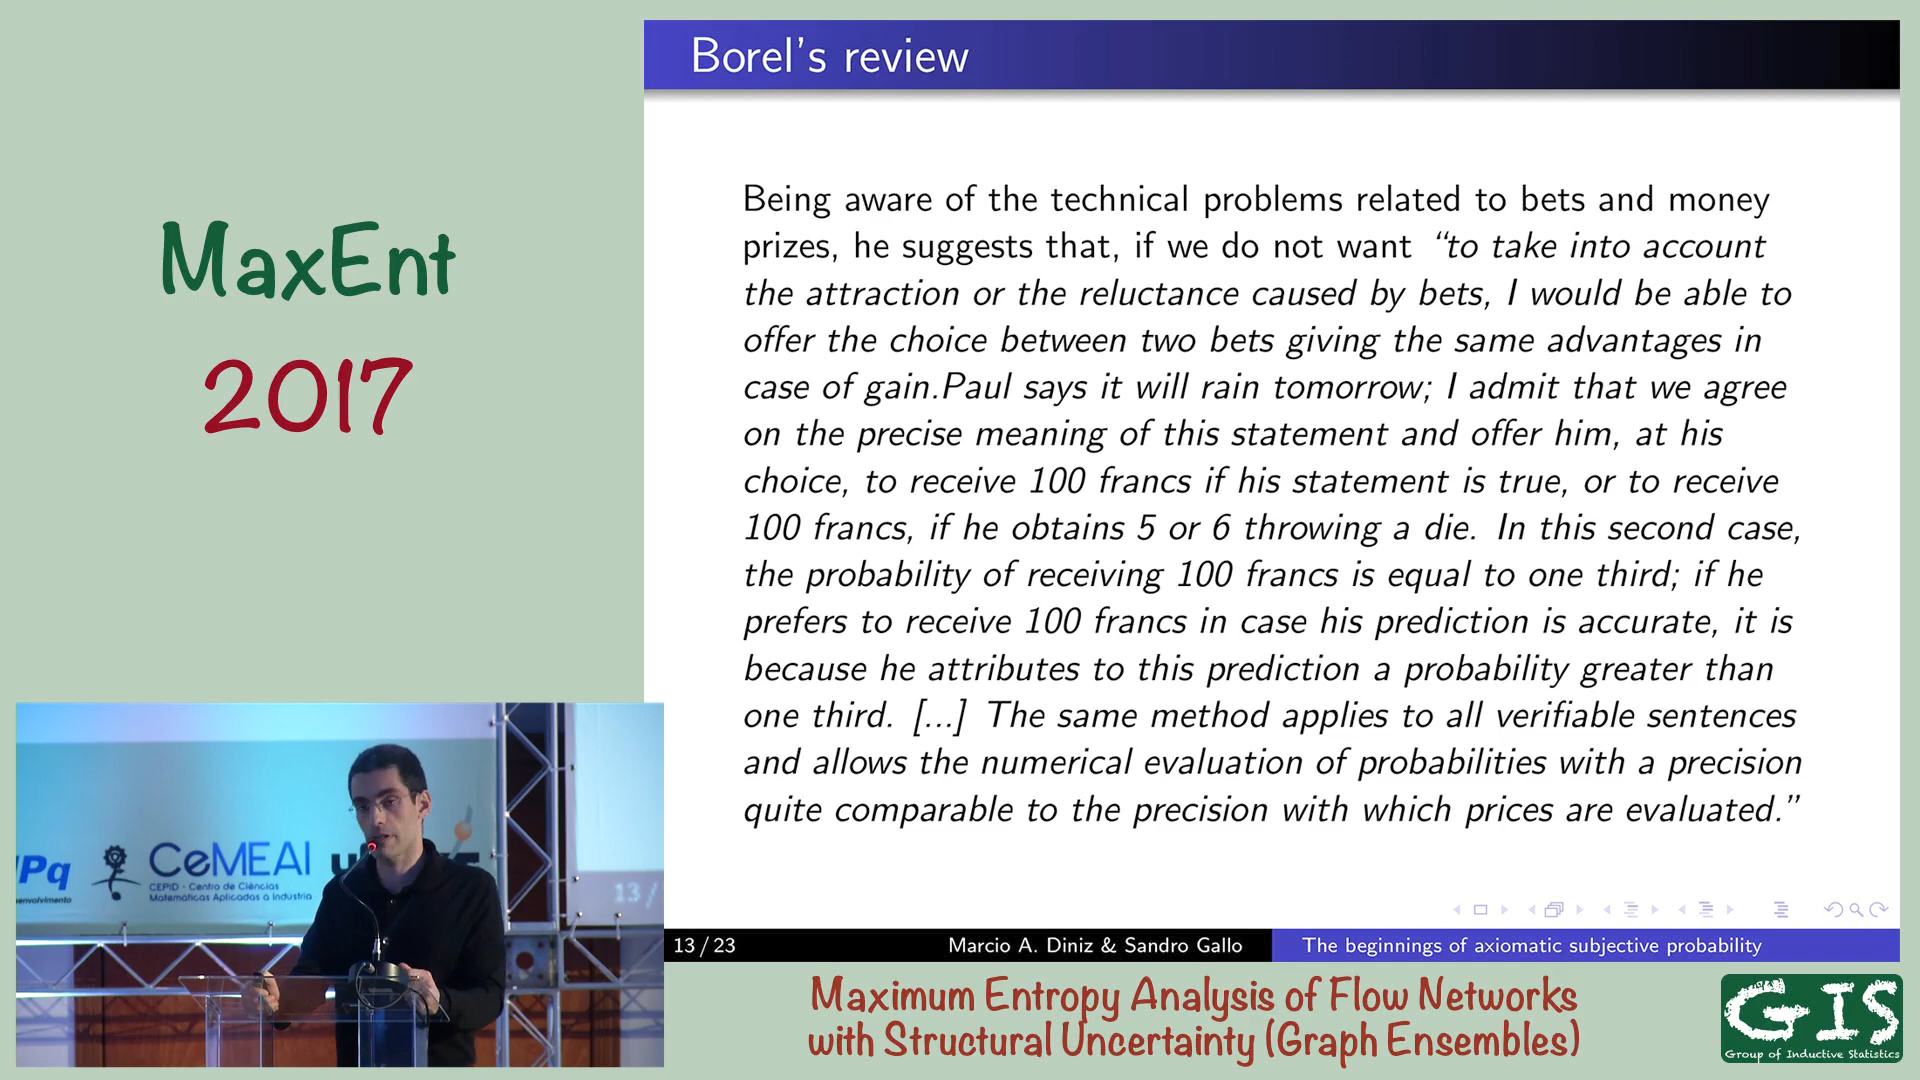 MaxEnt
2017
Borel's review
Being aware of the technical problems related to bets and money
prizes, he suggests that, if we do not want “to take into account
the attraction or the reluctance caused by bets, I would be able to
offer the choice between two bets giving the same advantages in
case of gain.Paul says it will rain tomorrow; I admit that we agree
on the precise meaning of this statement and offer him, at his
choice, to receive 100 francs if his statement is true, or to receive
100 francs, if he obtains 5 or 6 throwing a die. In this second case,
the probability of receiving 100 francs is equal to one third; if he
prefers to receive 100 francs in case his prediction is accurate, it is
because he attributes to this prediction a probability greater than
one third. [...] The same method applies to all verifiable sentences
and allows the numerical evaluation of probabilities with a precision
quite comparable to the precision with which prices are evaluated.”
13 / 23
Marcio A. Diniz & Sandro Gallo
The beginnings of axiomatic subjective probability
Pq
CeMEAI
CEPID - Centro de Ciências
Matemáticas Aplicadas à Indústria
13 /
Maximum Entropy Analysis of Flow Networks
with Structural Uncertainty (Graph Ensembles)
GIS
Group of Inductive Statistics